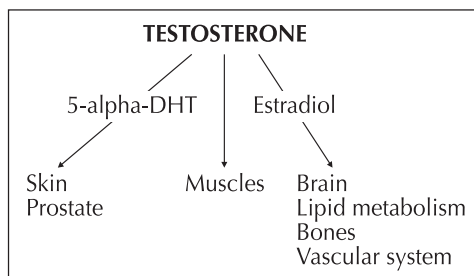 TESTOSTERONE
5-alpha-DHT Estradiol
Skin Muscles Brain
Prostate Lipid metabolism
Bones
Vascular system